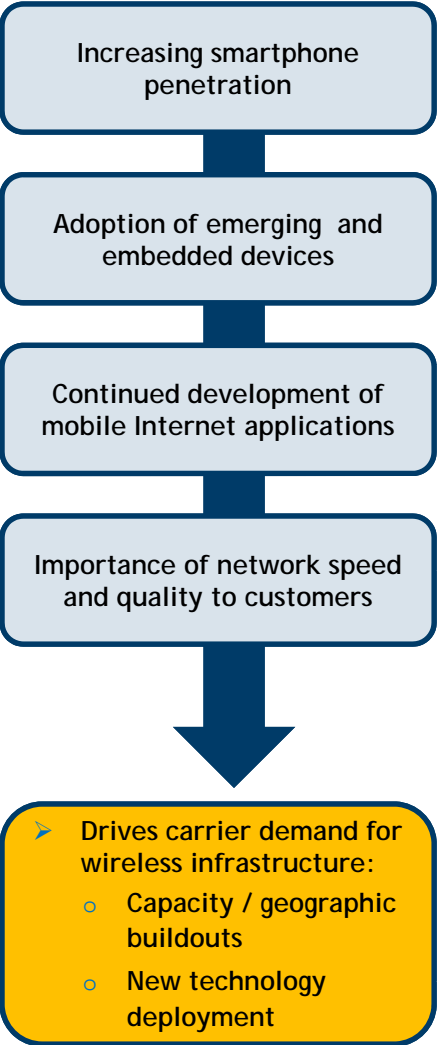 Increasing smartphone
penetration
Adoption of emerging and
embedded devices
Continued development of
mobile Internet applications
Importance of network speed
and quality to customers
➢ Drives carrier demand for
wireless infrastructure:
o Capacity / geographic
buildouts
o New technology
deployment